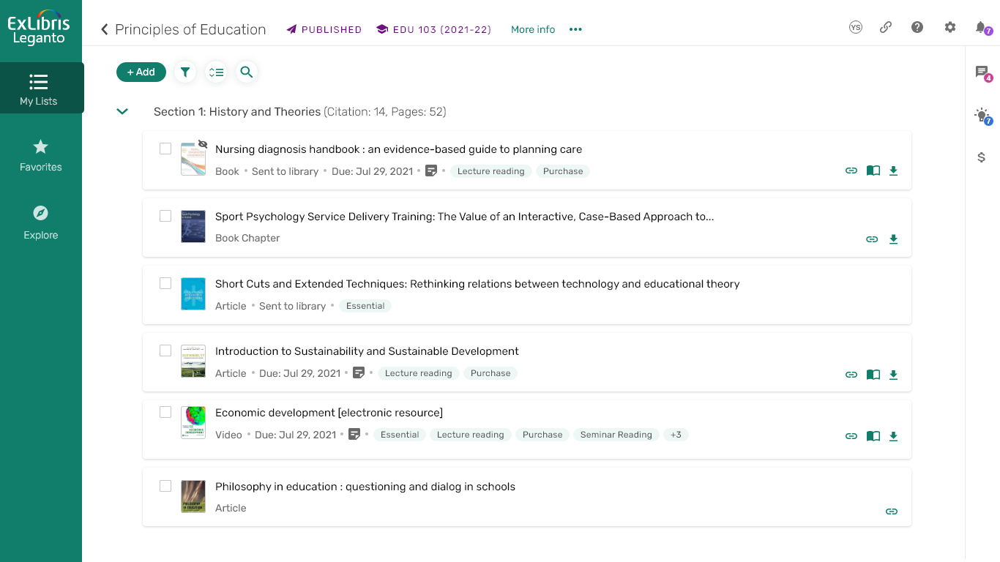 ExLibris
Leganto
Principles of Education
PUBLISHED
EDU 103 (2021-22)
More info
YS
7
My Lists
Favorites
Explore
+ Add
4
7
$
Section 1: History and Theories (Citation: 14, Pages: 52)
Nursing diagnosis handbook : an evidence-based guide to planning care
Book • Sent to library • Due: Jul 29, 2021 • • Lecture reading Purchase
Sport Psychology Service Delivery Training: The Value of an Interactive, Case-Based Approach to...
Book Chapter
Short Cuts and Extended Techniques: Rethinking relations between technology and educational theory
Article • Sent to library • Essential
Introduction to Sustainability and Sustainable Development
SUSTAINABILITY
Article • Due: Jul 29, 2021 • • Lecture reading Purchase
Economic development [electronic resource]
ECONOMIC
DEVELOPMENT
Video • Due: Jul 29, 2021 • • Essential Lecture reading Purchase Seminar Reading +3
Philosophy in education : questioning and dialog in schools
PHILOSOPHY
IN EDUCATION
Article